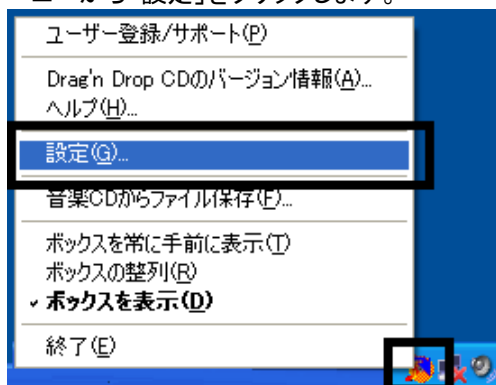 ユーザー登録/サポート(P)
Drag'n Drop CDのバージョン情報(A)...
ヘルプ(H)...
設定(G)...
音楽CDからファイル保存(F)...
ボックスを常に手前に表示(T)
ボックスの整列(R)
ボックスを表示(D)
終了(E)